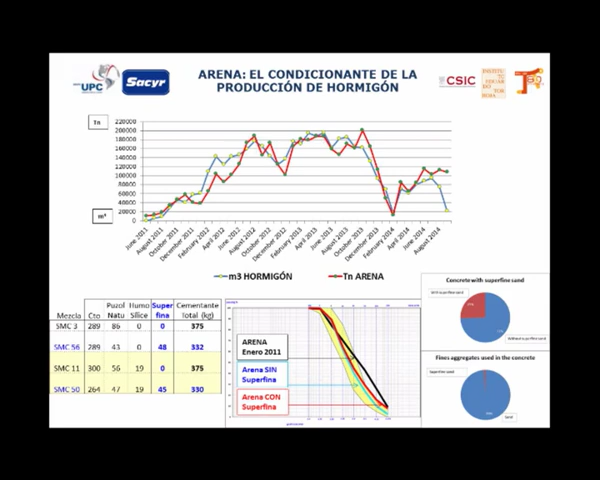 UPC
Sacyr
ARENA: EL CONDICIONANTE DE LA
PRODUCCIÓN DE HORMIGÓN
CSIC
Tn
m³
220000
200000
180000
160000
140000
120000
100000
80000
60000
40000
20000
0
June 2011
August 2011
October 2011
December 2011
February 2012
April 2012
June 2012
August 2012
October 2012
December 2012
February 2013
April 2013
June 2013
August 2013
October 2013
December 2013
February 2014
April 2014
June 2014
August 2014
m3 HORMIGÓN
Tn ARENA
Mezcla Cto Puzol Natu Humo Sílice Super fina Cementante Total (kg)
SMC 3 289 86 0 0 375
SMC 56 289 43 0 48 332
SMC 11 300 56 19 0 375
SMC 50 264 47 19 45 330
ARENA
Enero 2011
Arena SIN
Superfina
Arena CON
Superfina
Concrete with superfine sand
With superfine sand
Without superfine sand
Fines aggregates used in the concrete
Superfine sand
Sand